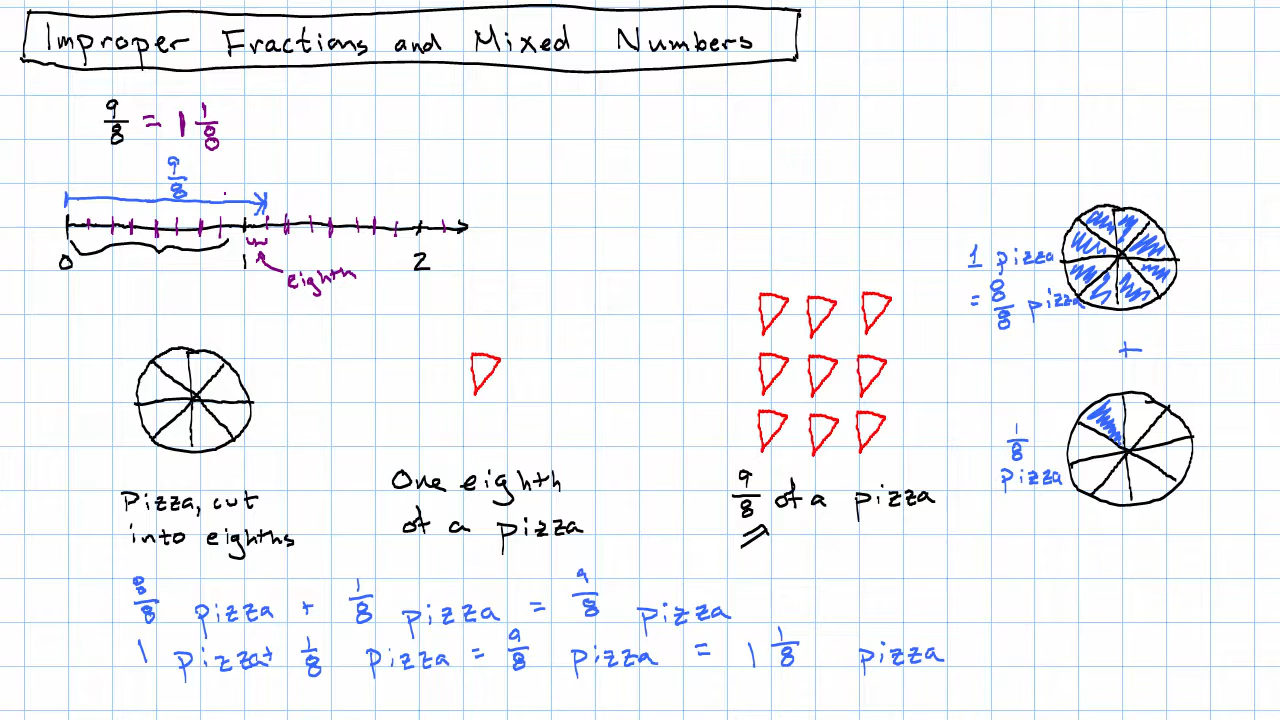 Improper Fractions and Mixed Numbers
9/8 = 1 1/8
9/8
0 1 2
eighth
1 pizza
= 8/8 pizza
+
1/8
pizza
Pizza, cut
into eighths
One eighth
of a pizza
9/8 of a pizza
8/8 pizza + 1/8 pizza = 9/8 pizza
1 pizza + 1/8 pizza = 9/8 pizza = 1 1/8 pizza